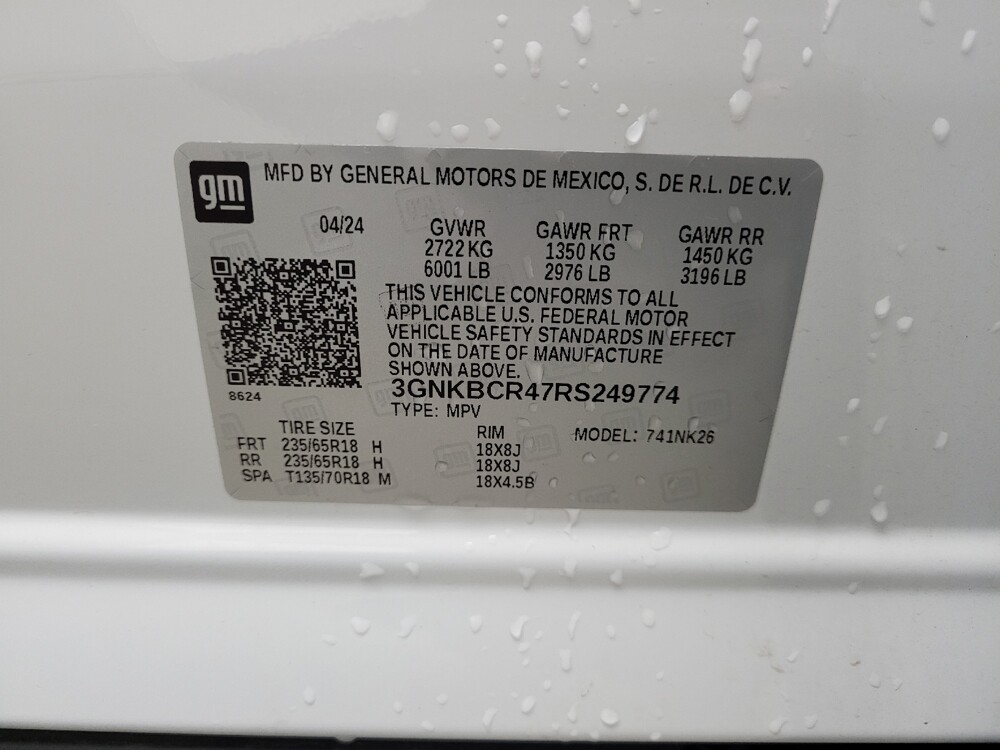 gm
MFD BY GENERAL MOTORS DE MEXICO, S. DE R.L. DE C.V.
04/24 GVWR GAWR FRT GAWR RR
2722 KG 1350 KG 1450 KG
6001 LB 2976 LB 3196 LB
THIS VEHICLE CONFORMS TO ALL
APPLICABLE U.S. FEDERAL MOTOR
VEHICLE SAFETY STANDARDS IN EFFECT
ON THE DATE OF MANUFACTURE
SHOWN ABOVE.
8624
3GNKBCR47RS249774
TYPE: MPV
TIRE SIZE RIM MODEL: 741NK26
FRT 235/65R18 H 18X8J
RR 235/65R18 H 18X8J
SPA T135/70R18 M 18X4.5B